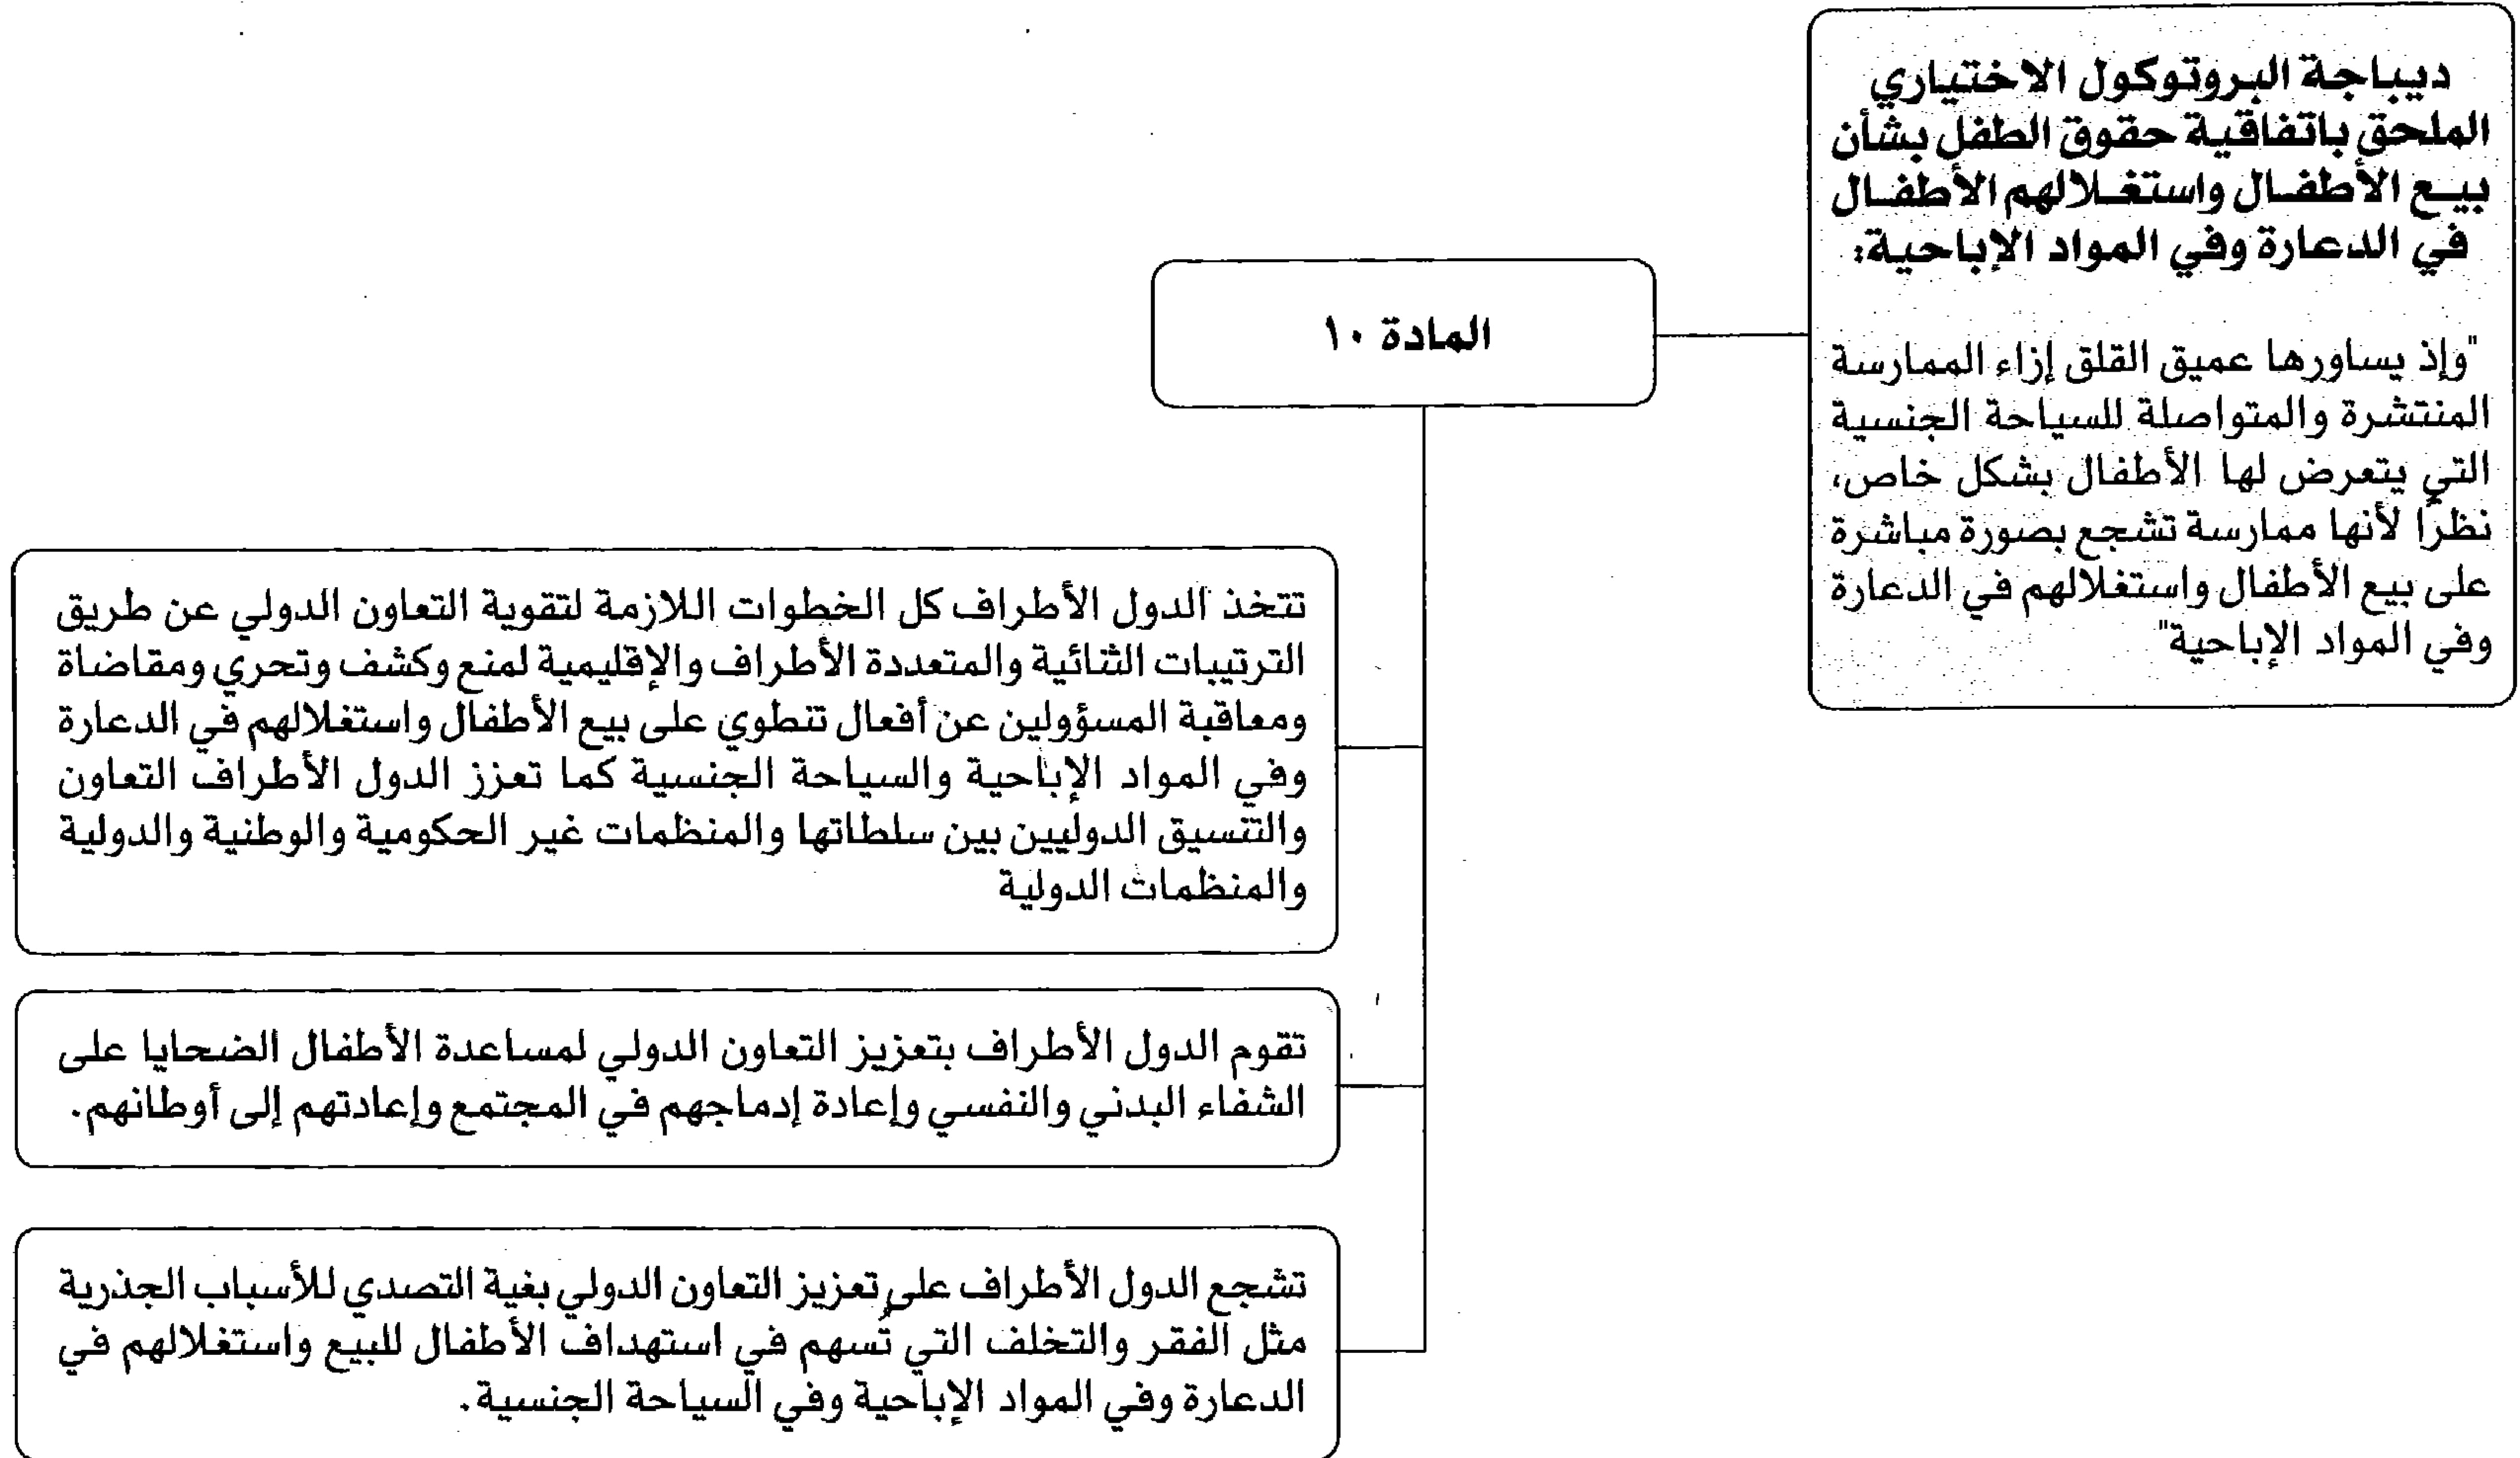 ديباجة البروتوكول الاختياري
الملحق باتفاقية حقوق الطفل بشأن
بيع الأطفال واستغلالهم الأطفال
في الدعارة وفي المواد الإباحية:
"وإذ يساورها عميق القلق إزاء الممارسة
المنتشرة والمتواصلة للسياحة الجنسية
التي يتعرض لها الأطفال بشكل خاص،
نظرًا لأنها ممارسة تشجع بصورة مباشرة
على بيع الأطفال واستغلالهم في الدعارة
وفي المواد الإباحية"
المادة ١٠
تتخذ الدول الأطراف كل الخطوات اللازمة لتقوية التعاون الدولي عن طريق
الترتيبات الثنائية والمتعددة الأطراف والإقليمية لمنع وكشف وتحري ومقاضاة
ومعاقبة المسؤولين عن أفعال تنطوي على بيع الأطفال واستغلالهم في الدعارة
وفي المواد الإباحية والسياحة الجنسية كما تعزز الدول الأطراف التعاون
والتنسيق الدوليين بين سلطاتها والمنظمات غير الحكومية والوطنية والدولية
والمنظمات الدولية
تقوم الدول الأطراف بتعزيز التعاون الدولي لمساعدة الأطفال الضحايا على
الشفاء البدني والنفسي وإعادة إدماجهم في المجتمع وإعادتهم إلى أوطانهم.
تشجع الدول الأطراف على تعزيز التعاون الدولي بغية التصدي للأسباب الجذرية
مثل الفقر والتخلف التي تُسهم في استهداف الأطفال للبيع واستغلالهم في
الدعارة وفي المواد الإباحية وفي السياحة الجنسية.